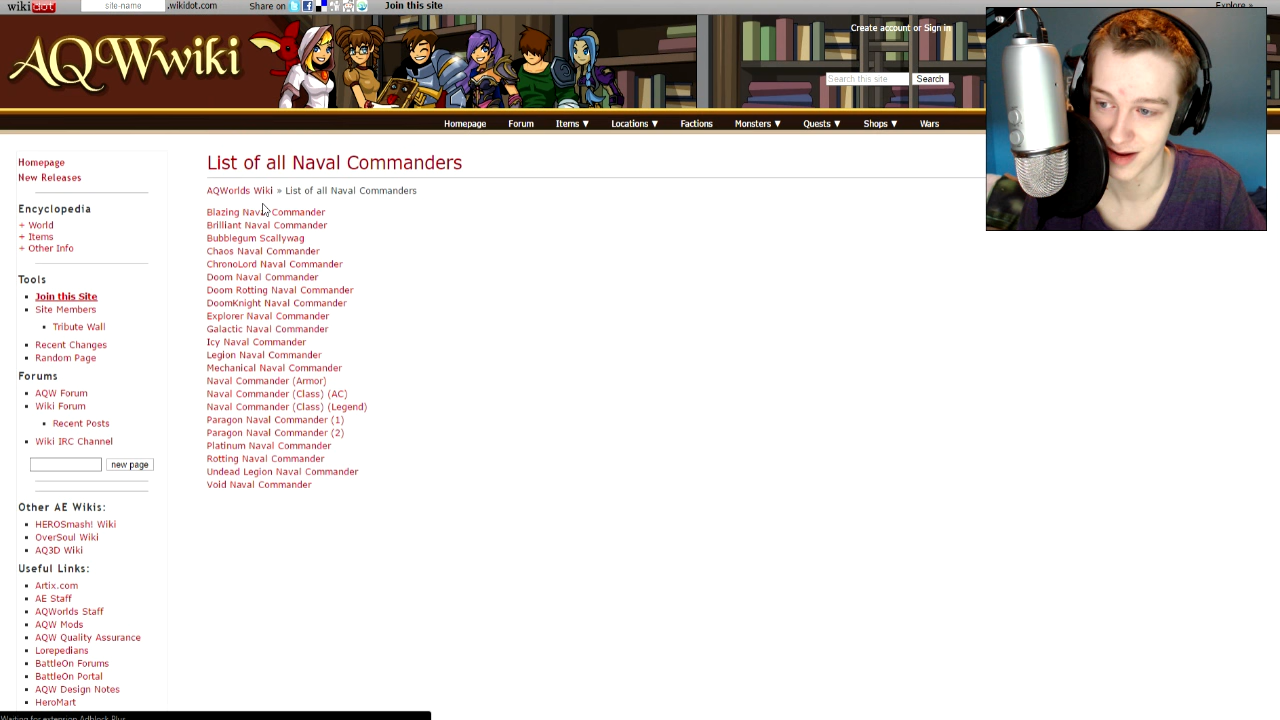 wikidot
site-name
.wikidot.com
Share on
Join this site
Explore »
AQWwiki
Create account or Sign in
Search this site
Search
Homepage
Forum
Items ▼
Locations ▼
Factions
Monsters ▼
Quests ▼
Shops ▼
Wars
Homepage
New Releases
Encyclopedia
+ World
+ Items
+ Other Info
Tools
Join this Site
Site Members
Tribute Wall
Recent Changes
Random Page
Forums
AQW Forum
Wiki Forum
Recent Posts
Wiki IRC Channel
new page
Other AE Wikis:
HEROSmash! Wiki
OverSoul Wiki
AQ3D Wiki
Useful Links:
Artix.com
AE Staff
AQWorlds Staff
AQW Mods
AQW Quality Assurance
Lorepedians
BattleOn Forums
BattleOn Portal
AQW Design Notes
HeroMart
List of all Naval Commanders
AQWorlds Wiki » List of all Naval Commanders
Blazing Naval Commander
Brilliant Naval Commander
Bubblegum Scallywag
Chaos Naval Commander
ChronoLord Naval Commander
Doom Naval Commander
Doom Rotting Naval Commander
DoomKnight Naval Commander
Explorer Naval Commander
Galactic Naval Commander
Icy Naval Commander
Legion Naval Commander
Mechanical Naval Commander
Naval Commander (Armor)
Naval Commander (Class) (AC)
Naval Commander (Class) (Legend)
Paragon Naval Commander (1)
Paragon Naval Commander (2)
Platinum Naval Commander
Rotting Naval Commander
Undead Legion Naval Commander
Void Naval Commander
Waiting for extension Adblock Plus